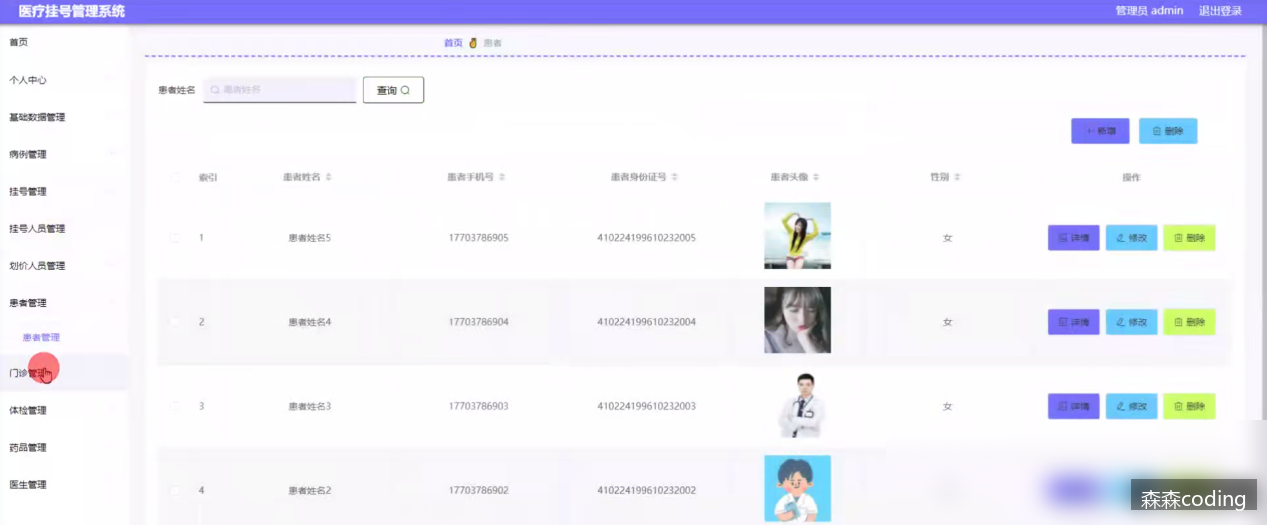 医疗挂号管理系统
管理员 admin 退出登录
首页
个人中心
基础数据管理
病例管理
挂号管理
挂号人员管理
划价人员管理
患者管理
患者管理
门诊管理
体检管理
药品管理
医生管理
首页 患者
患者姓名 患者姓名 查询
新增 删除
索引 患者姓名 患者手机号 患者身份证号 患者头像 性别 操作
1 患者姓名5 17703786905 410224199610232005 女 详情 修改 删除
2 患者姓名4 17703786904 410224199610232004 女 详情 修改 删除
3 患者姓名3 17703786903 410224199610232003 女 详情 修改 删除
4 患者姓名2 17703786902 410224199610232002
森森coding